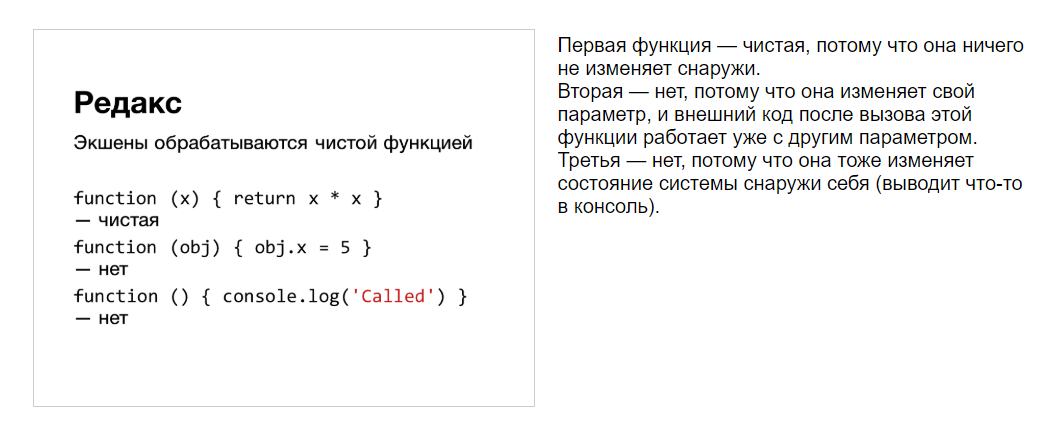 Редакс
Экшены обрабатываются чистой функцией
function (x) { return x * x }
— чистая
function (obj) { obj.x = 5 }
— нет
function () { console.log('Called') }
— нет
Первая функция — чистая, потому что она ничего
не изменяет снаружи.
Вторая — нет, потому что она изменяет свой
параметр, и внешний код после вызова этой
функции работает уже с другим параметром.
Третья — нет, потому что она тоже изменяет
состояние системы снаружи себя (выводит что-то
в консоль).